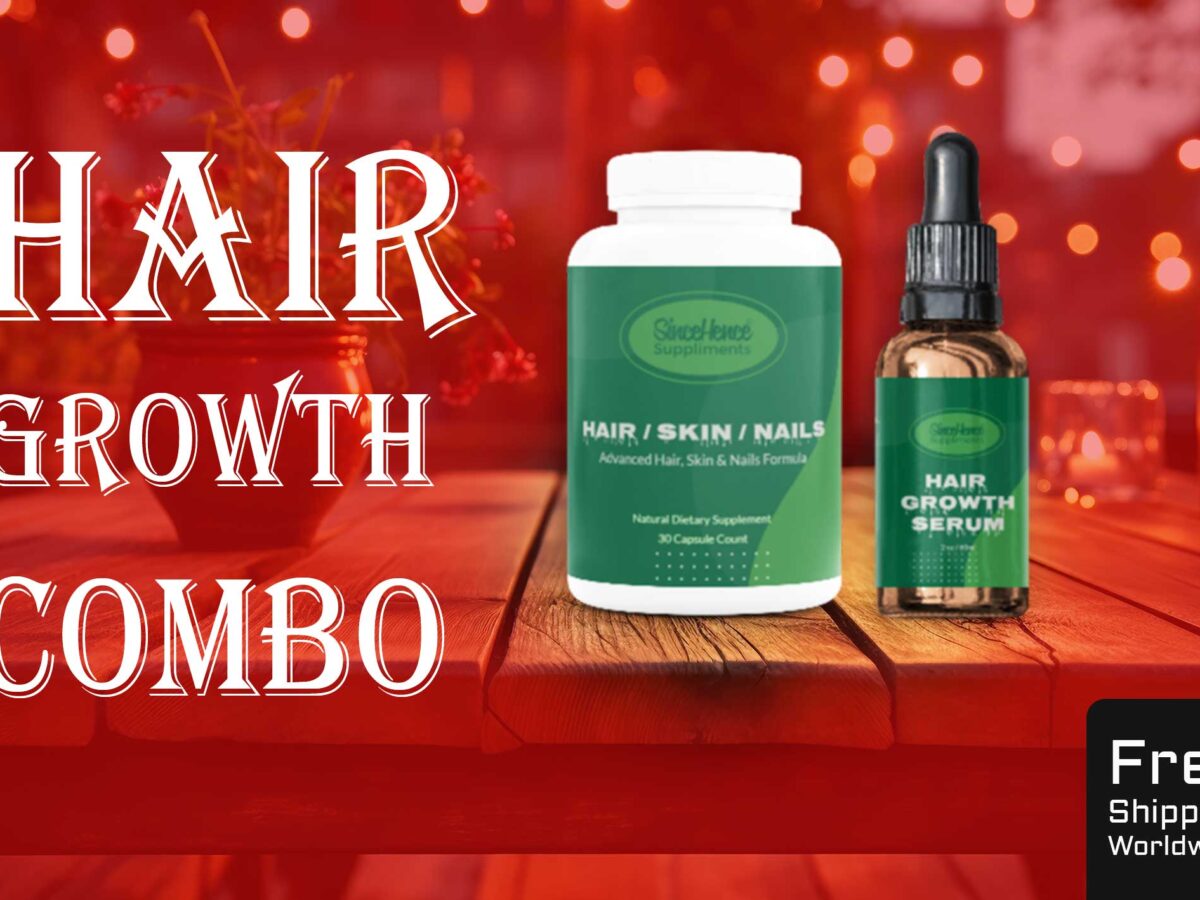 HAIR
GROWTH
COMBO
SinceHence
Suppliments
HAIR / SKIN / NAILS
Advanced Hair, Skin & Nails Formula
Natural Dietary Supplement
30 Capsule Count
SinceHence
Suppliments
HAIR
GROWTH
SERUM
Fre
Shipp
Worldw